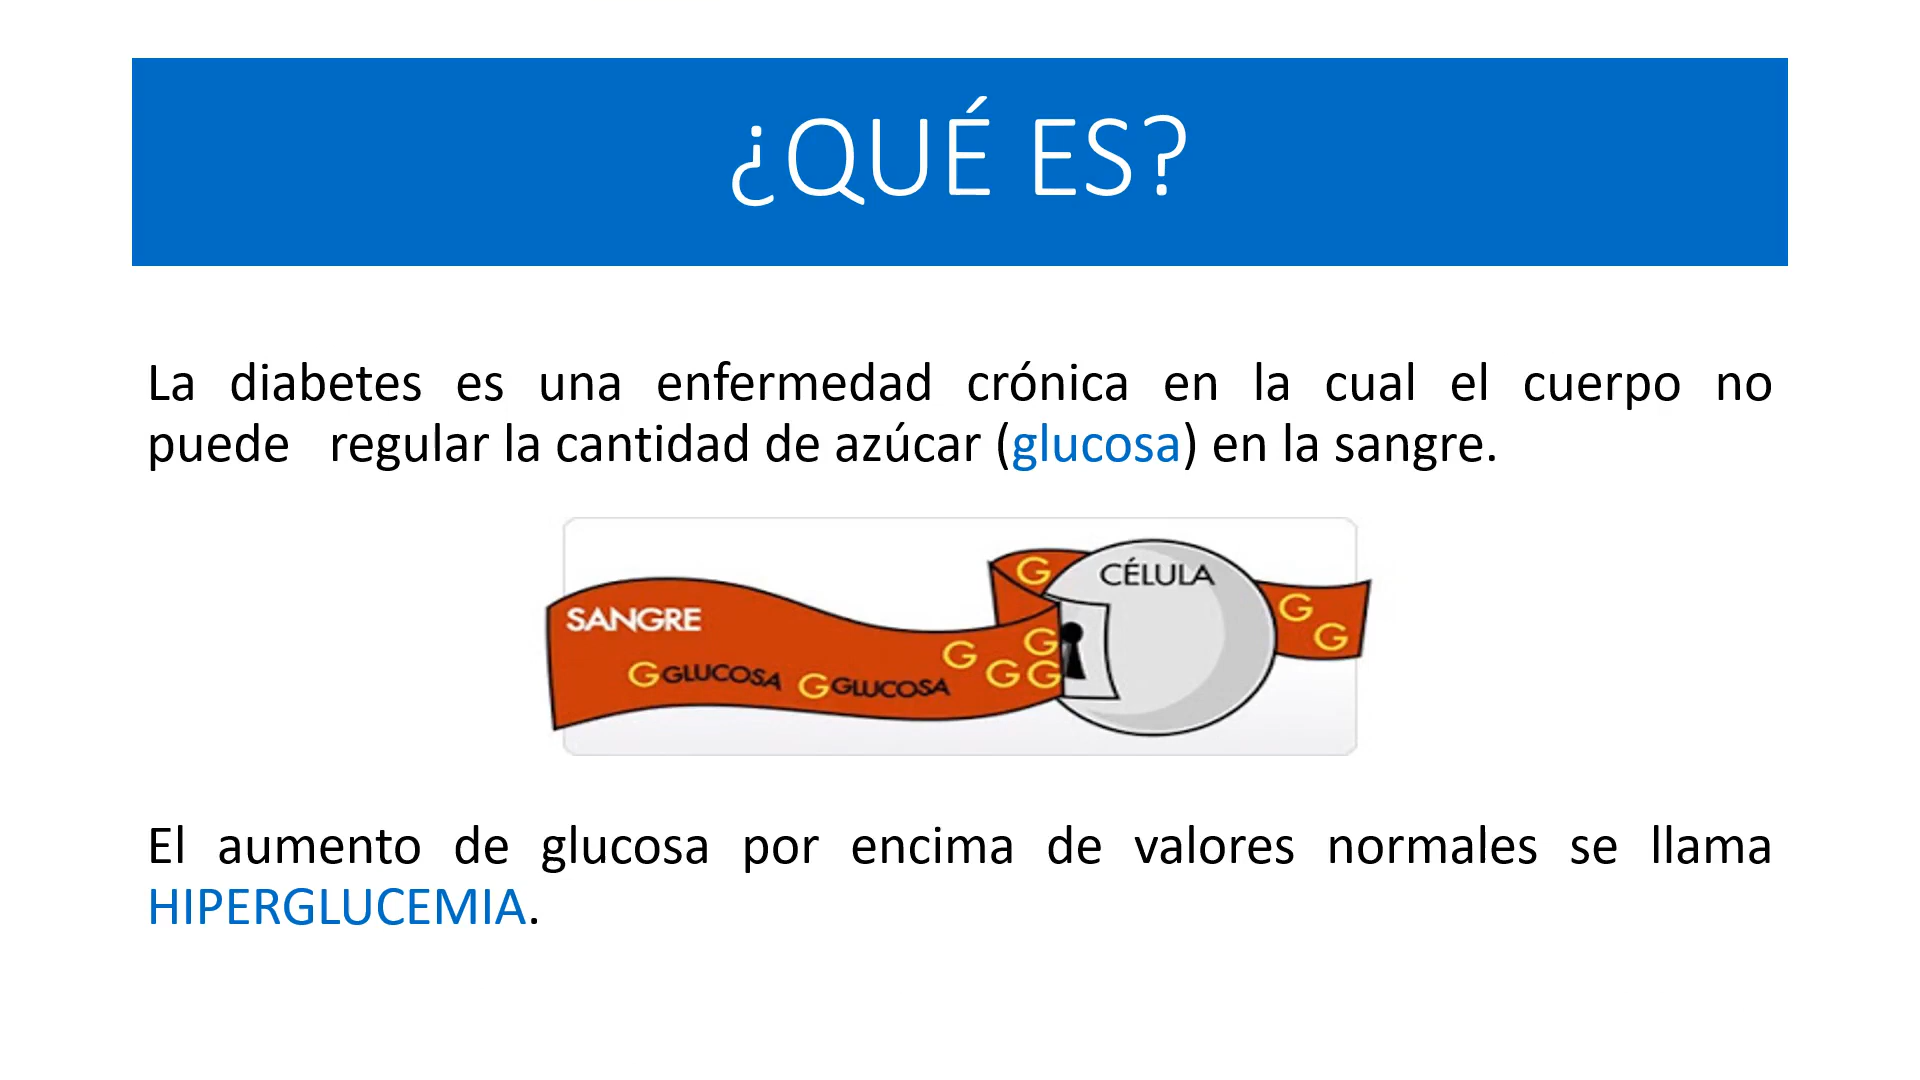 ¿QUÉ ES?
La diabetes es una enfermedad crónica en la cual el cuerpo no
puede regular la cantidad de azúcar (glucosa) en la sangre.
G
CÉLULA
SANGRE
G
G
G
G
G GLUCOSA
G GLUCOSA
G G
El aumento de glucosa por encima de valores normales se llama
HIPERGLUCEMIA.